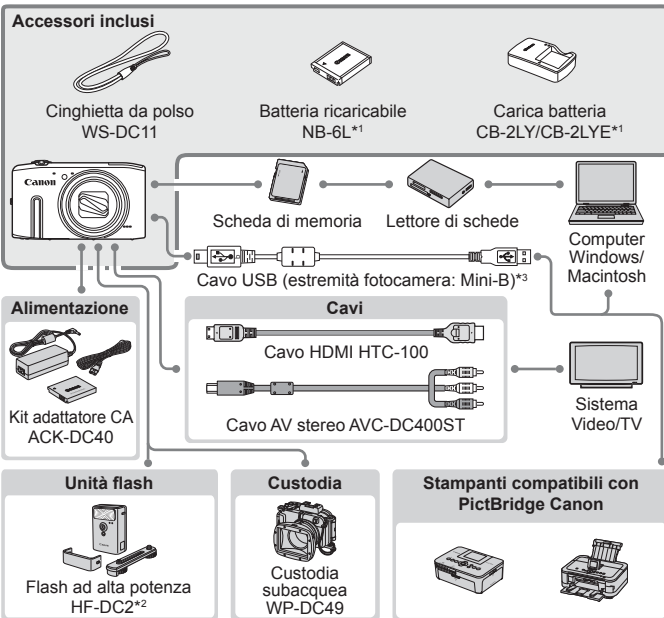 Accessori inclusi
Cinghietta da polso
WS-DC11
Batteria ricaricabile
NB-6L*1
Carica batteria
CB-2LY/CB-2LYE*1
Canon
Scheda di memoria
Lettore di schede
Computer
Windows/
Macintosh
Cavo USB (estremità fotocamera: Mini-B)*3
Alimentazione
Kit adattatore CA
ACK-DC40
Cavi
Cavo HDMI HTC-100
Cavo AV stereo AVC-DC400ST
Sistema
Video/TV
Unità flash
Flash ad alta potenza
HF-DC2*2
Custodia
Custodia
subacquea
WP-DC49
Stampanti compatibili con
PictBridge Canon